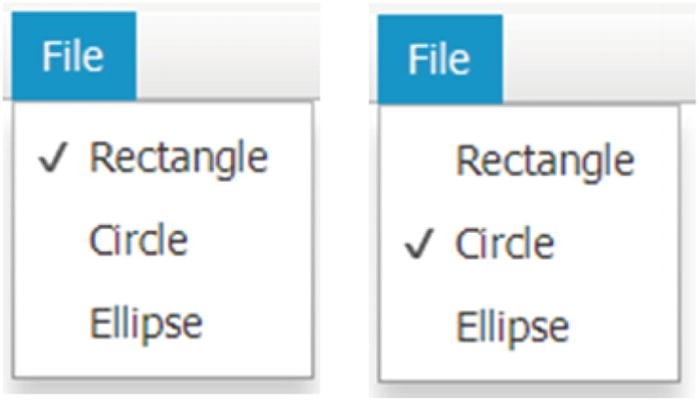 File
✓ Rectangle
Circle
Ellipse
File
Rectangle
✓ Circle
Ellipse